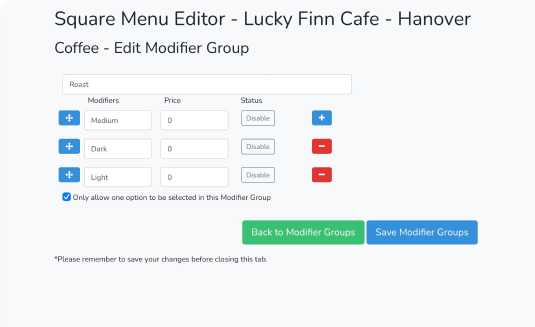 Square Menu Editor - Lucky Finn Cafe - Hanover
Coffee - Edit Modifier Group
Roast
Modifiers Price Status
Medium 0 Disable
Dark 0 Disable
Light 0 Disable
Only allow one option to be selected in this Modifier Group
Back to Modifier Groups Save Modifier Groups
*Please remember to save your changes before closing this tab.